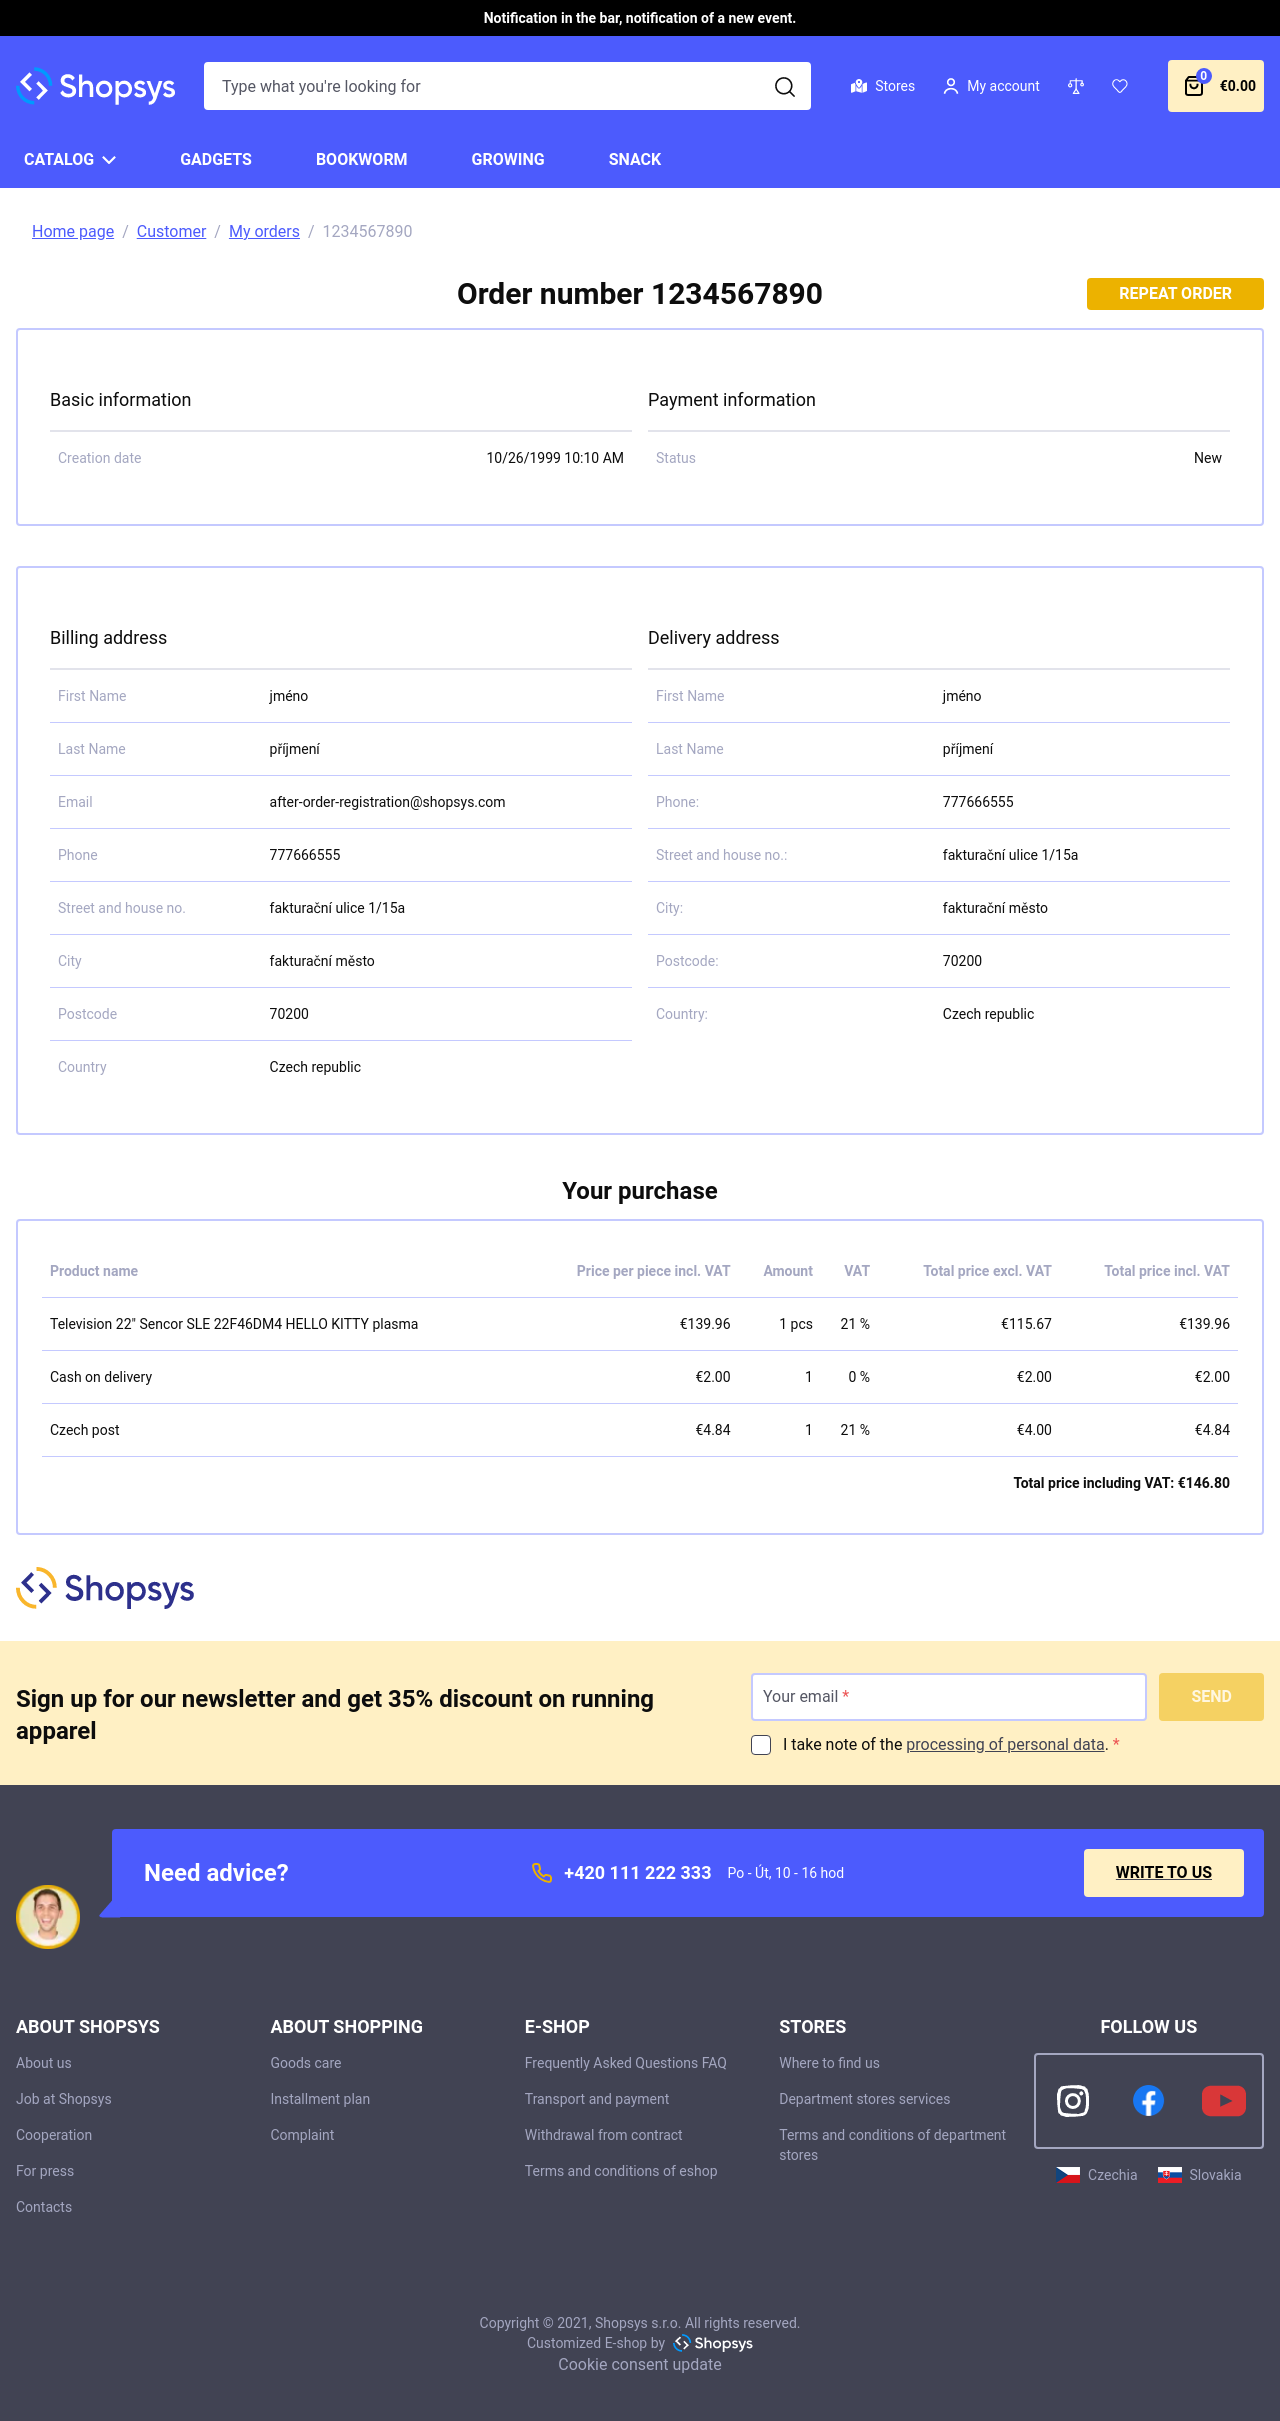 Notification in the bar, notification of a new event.
Shopsys
Type what you're looking for
Stores
My account
0
€0.00
CATALOG
GADGETS
BOOKWORM
GROWING
SNACK
Home page / Customer / My orders / 1234567890
Order number 1234567890
REPEAT ORDER
Basic information
Creation date 10/26/1999 10:10 AM
Payment information
Status New
Billing address
First Name jméno
Last Name příjmení
Email after-order-registration@shopsys.com
Phone 777666555
Street and house no. fakturační ulice 1/15a
City fakturační město
Postcode 70200
Country Czech republic
Delivery address
First Name jméno
Last Name příjmení
Phone: 777666555
Street and house no.: fakturační ulice 1/15a
City: fakturační město
Postcode: 70200
Country: Czech republic
Your purchase
Product name Price per piece incl. VAT Amount VAT Total price excl. VAT Total price incl. VAT
Television 22" Sencor SLE 22F46DM4 HELLO KITTY plasma €139.96 1 pcs 21 % €115.67 €139.96
Cash on delivery €2.00 1 0 % €2.00 €2.00
Czech post €4.84 1 21 % €4.00 €4.84
Total price including VAT: €146.80
Shopsys
Sign up for our newsletter and get 35% discount on running
apparel
Your email *
SEND
I take note of the processing of personal data. *
Need advice?
+420 111 222 333
Po - Út, 10 - 16 hod
WRITE TO US
ABOUT SHOPSYS
About us
Job at Shopsys
Cooperation
For press
Contacts
ABOUT SHOPPING
Goods care
Installment plan
Complaint
E-SHOP
Frequently Asked Questions FAQ
Transport and payment
Withdrawal from contract
Terms and conditions of eshop
STORES
Where to find us
Department stores services
Terms and conditions of department
stores
FOLLOW US
Czechia
Slovakia
Copyright © 2021, Shopsys s.r.o. All rights reserved.
Customized E-shop by Shopsys
Cookie consent update